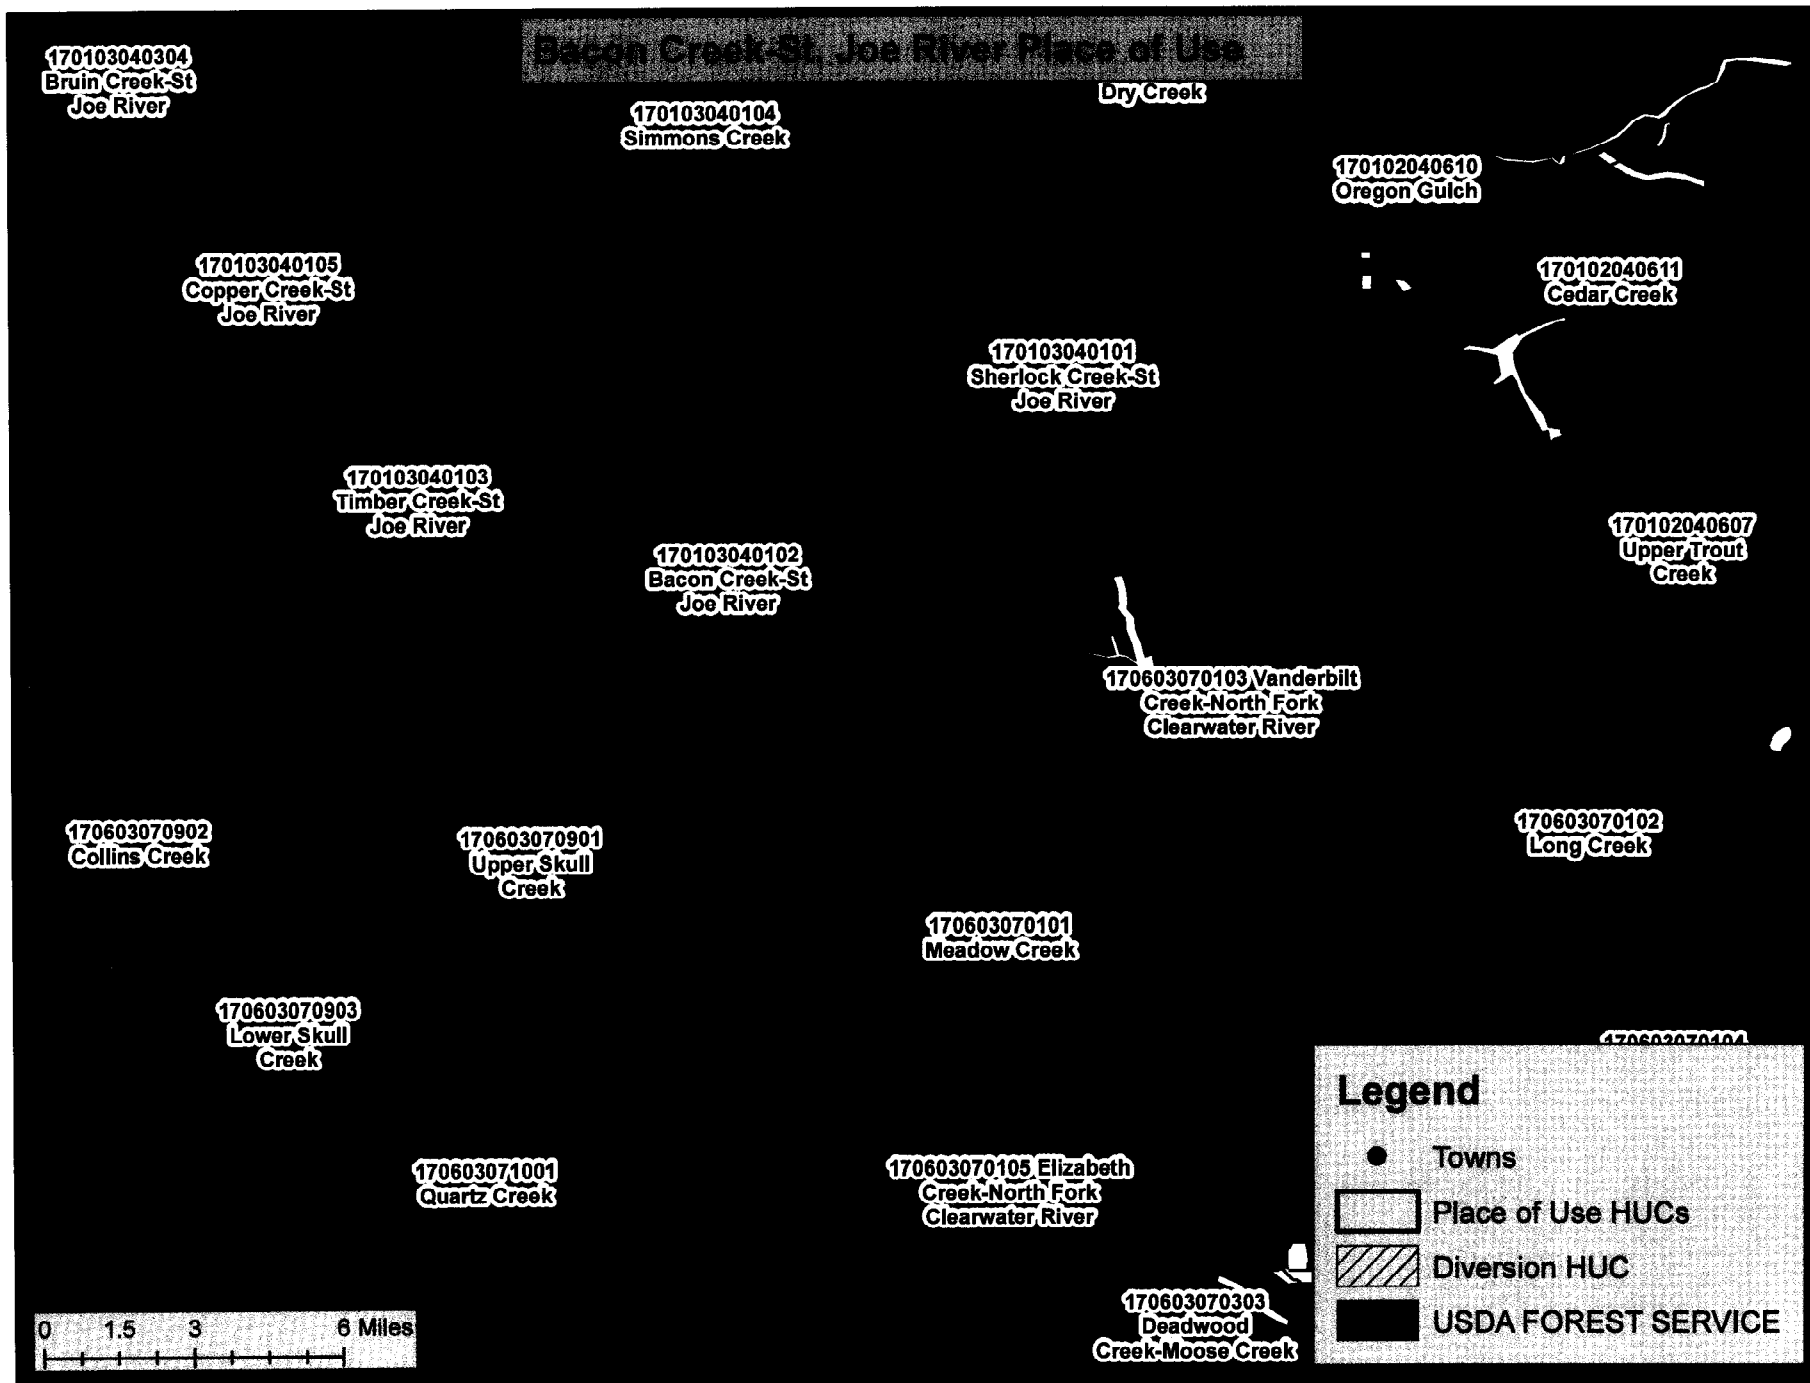 Bacon Creek-St. Joe River Place of Use
170103040304
Bruin Creek-St
Joe River
Dry Creek
170103040104
Simmons Creek
170102040610
Oregon Gulch
170103040105
Copper Creek-St
Joe River
170102040611
Cedar Creek
170103040101
Sherlock Creek-St
Joe River
170103040103
Timber Creek-St
Joe River
170103040102
Bacon Creek-St
Joe River
170102040607
Upper Trout
Creek
170603070103 Vanderbilt
Creek-North Fork
Clearwater River
170603070902
Collins Creek
170603070901
Upper Skull
Creek
170603070102
Long Creek
170603070101
Meadow Creek
170603070903
Lower Skull
Creek
170603070104
170603071001
Quartz Creek
170603070105 Elizabeth
Creek-North Fork
Clearwater River
170603070303
Deadwood
Creek-Moose Creek
Legend
Towns
Place of Use HUCs
Diversion HUC
USDA FOREST SERVICE
0 1.5 3 6 Miles